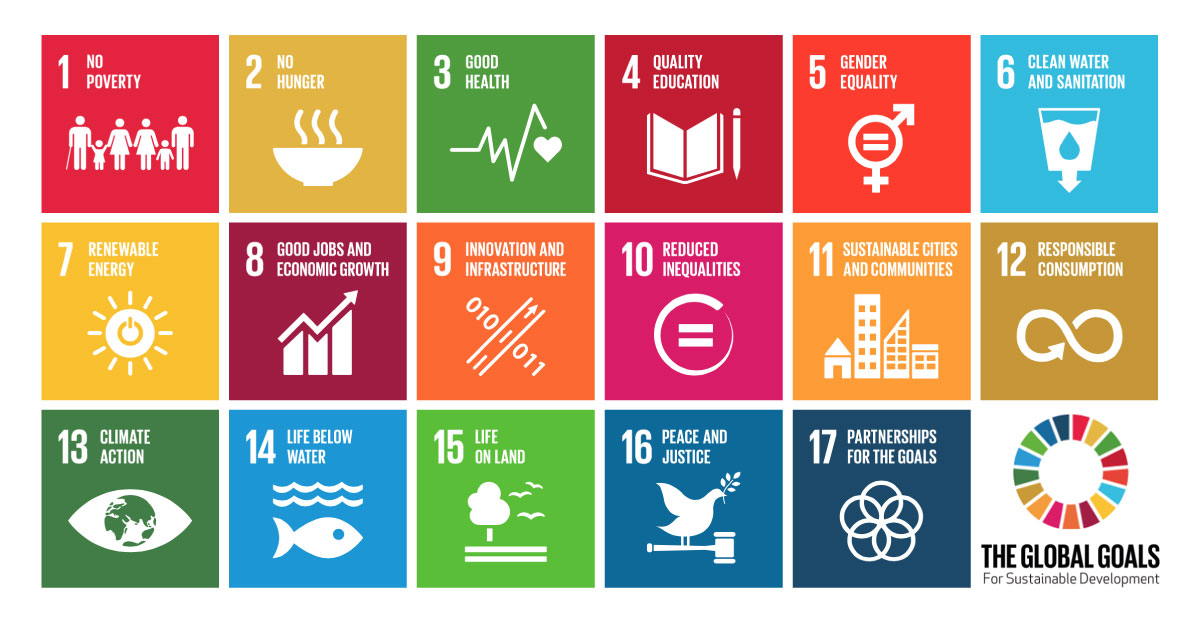 1 NO
POVERTY
2 NO
HUNGER
3 GOOD
HEALTH
4 QUALITY
EDUCATION
5 GENDER
EQUALITY
6 CLEAN WATER
AND SANITATION
7 RENEWABLE
ENERGY
8 GOOD JOBS AND
ECONOMIC GROWTH
9 INNOVATION AND
INFRASTRUCTURE
010
011
10 REDUCED
INEQUALITIES
11 SUSTAINABLE CITIES
AND COMMUNITIES
12 RESPONSIBLE
CONSUMPTION
13 CLIMATE
ACTION
14 LIFE BELOW
WATER
15 LIFE
ON LAND
16 PEACE AND
JUSTICE
17 PARTNERSHIPS
FOR THE GOALS
THE GLOBAL GOALS
For Sustainable Development